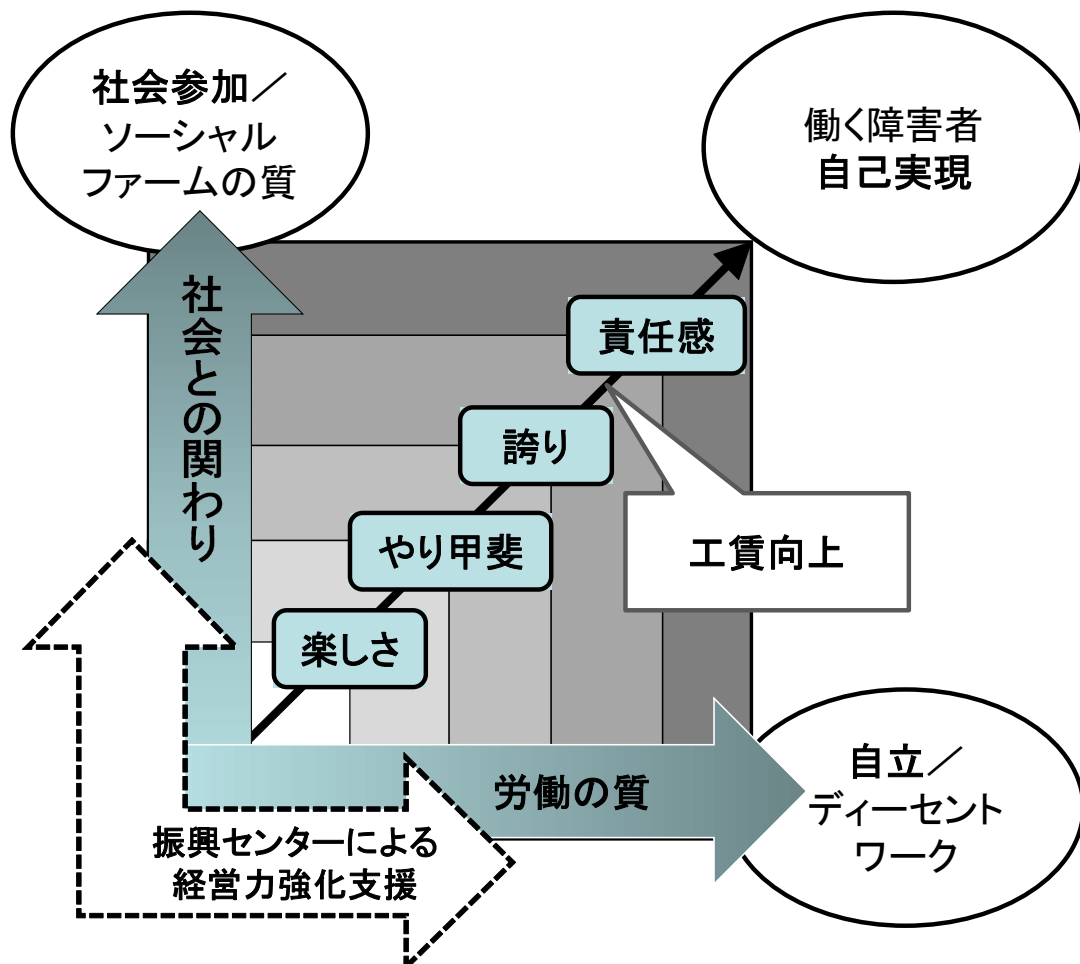 社会参加／
ソーシャル
ファームの質
働く障害者
自己実現
社会との関わり
責任感
誇り
やり甲斐
楽しさ
工賃向上
労働の質
自立／
ディーセント
ワーク
振興センターによる
経営力強化支援